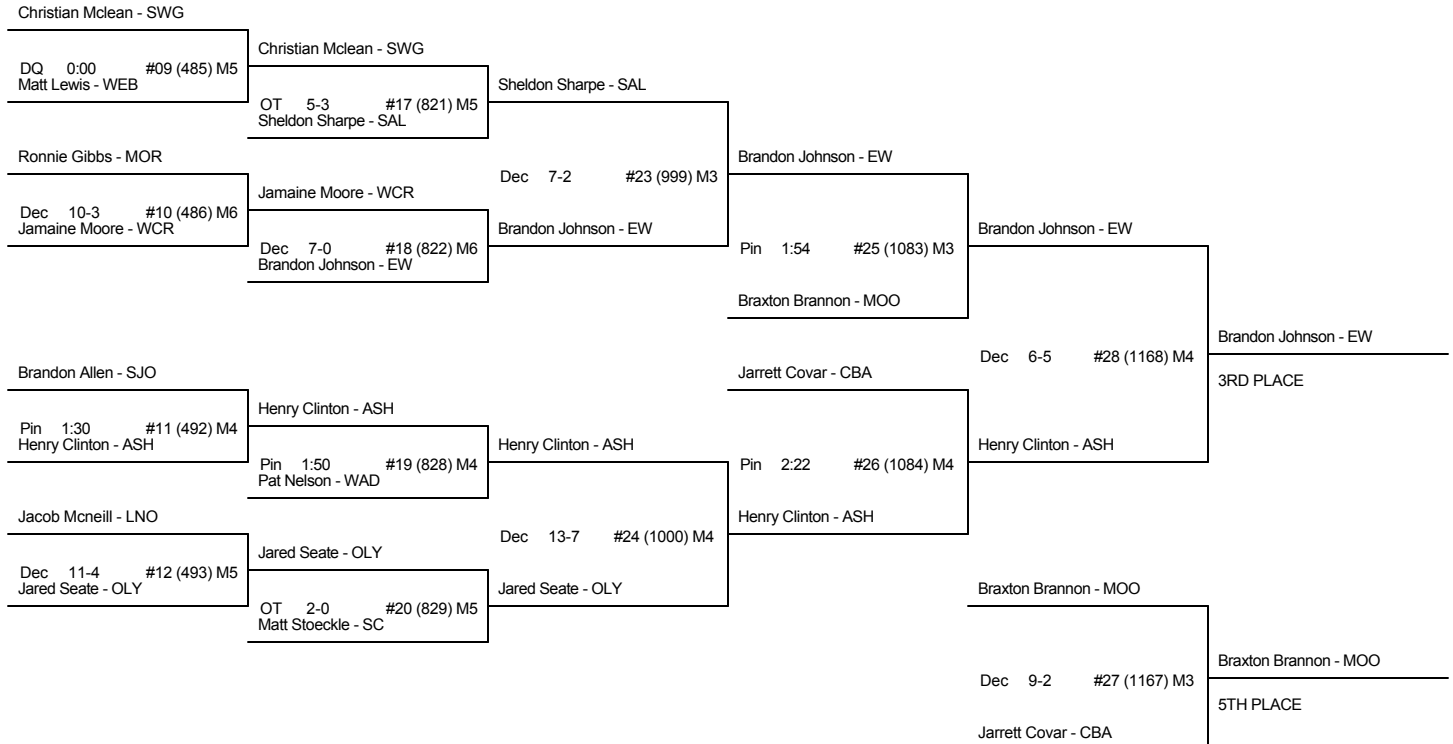 Christian Mclean - SWG
DQ 0:00 #09 (485) M5
Matt Lewis - WEB
Ronnie Gibbs - MOR
Dec 10-3 #10 (486) M6
Jamaine Moore - WCR
Brandon Allen - SJO
Pin 1:30 #11 (492) M4
Henry Clinton - ASH
Jacob Mcneill - LNO
Dec 11-4 #12 (493) M5
Jared Seate - OLY
Christian Mclean - SWG
OT 5-3 #17 (821) M5
Sheldon Sharpe - SAL
Jamaine Moore - WCR
Dec 7-0 #18 (822) M6
Brandon Johnson - EW
Henry Clinton - ASH
Pin 1:50 #19 (828) M4
Pat Nelson - WAD
Jared Seate - OLY
OT 2-0 #20 (829) M5
Matt Stoeckle - SC
Sheldon Sharpe - SAL
Dec 7-2 #23 (999) M3
Brandon Johnson - EW
Henry Clinton - ASH
Dec 13-7 #24 (1000) M4
Jared Seate - OLY
Brandon Johnson - EW
Pin 1:54 #25 (1083) M3
Braxton Brannon - MOO
Jarrett Covar - CBA
Pin 2:22 #26 (1084) M4
Henry Clinton - ASH
Brandon Johnson - EW
Dec 6-5 #28 (1168) M4
Henry Clinton - ASH
Braxton Brannon - MOO
Dec 9-2 #27 (1167) M3
Jarrett Covar - CBA
Brandon Johnson - EW
3RD PLACE
Braxton Brannon - MOO
5TH PLACE